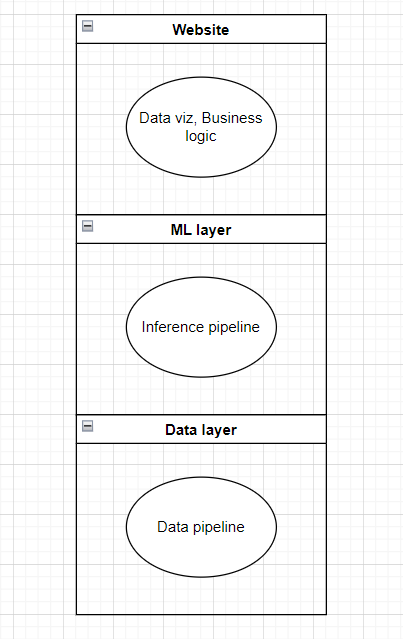 Website
Data viz, Business
logic
ML layer
Inference pipeline
Data layer
Data pipeline